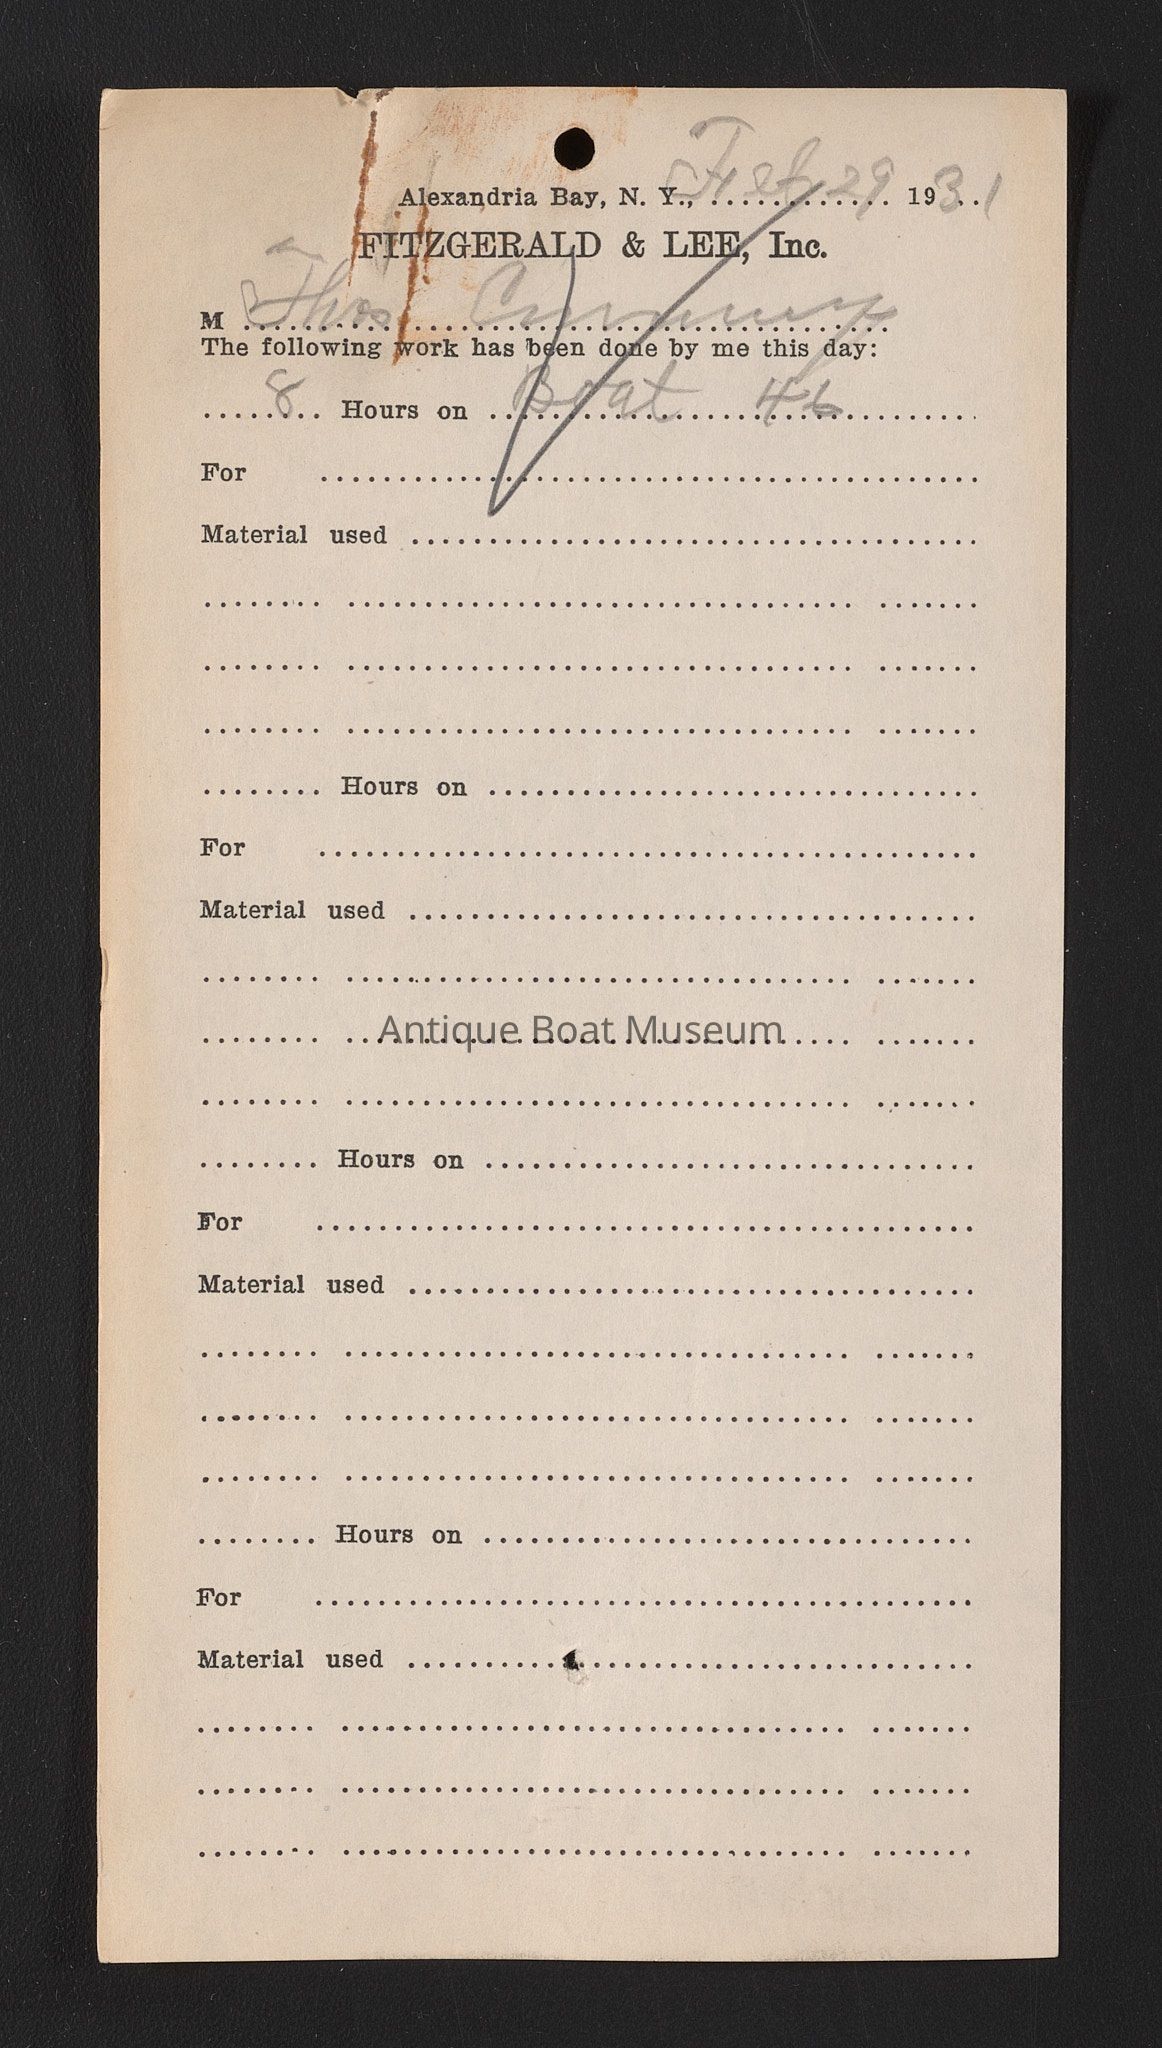 Alexandria Bay, N. Y., Feb 29 1931
FITZGERALD & LEE, Inc.
M Thos
The following work has been done by me this day:
8 Hours on Boat 46
For
Material used
Hours on
For
Material used
Antique Boat Museum
Hours on
For
Material used
Hours on
For
Material used